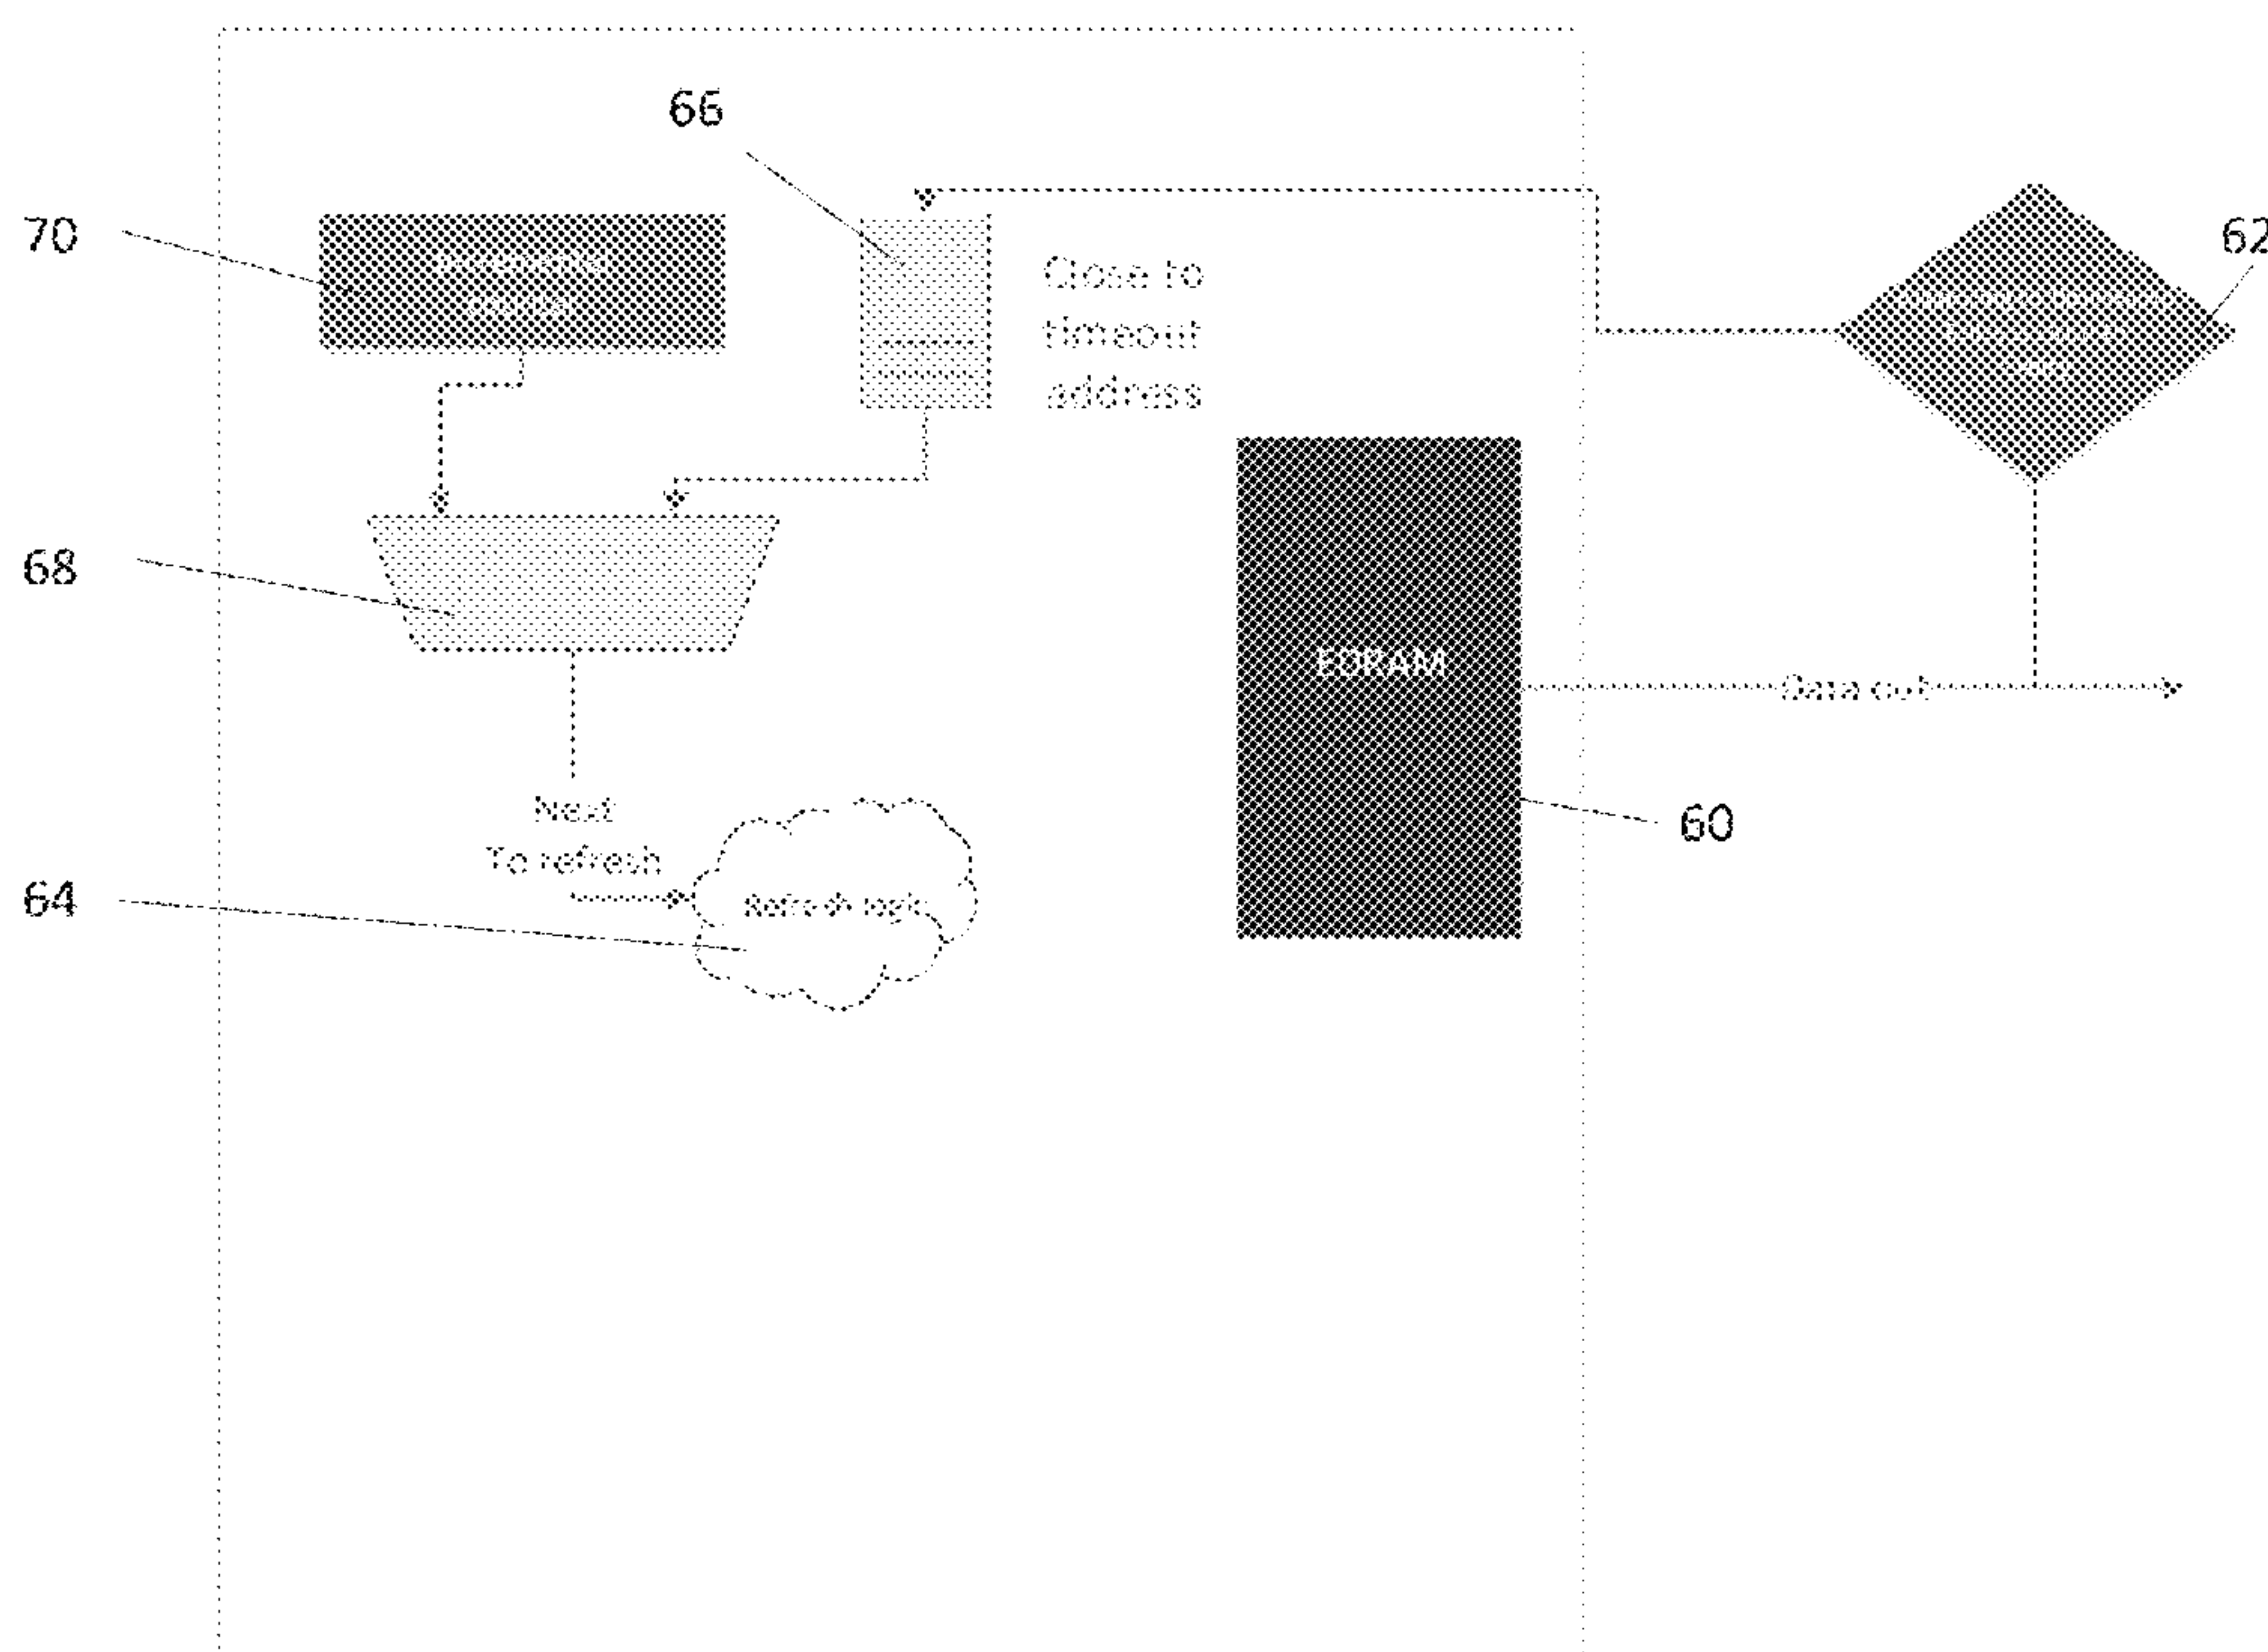 66
70
62
Close to
timeout
address
68
EDRAM
Data out
Next
To refresh
60
64
Refresh logic